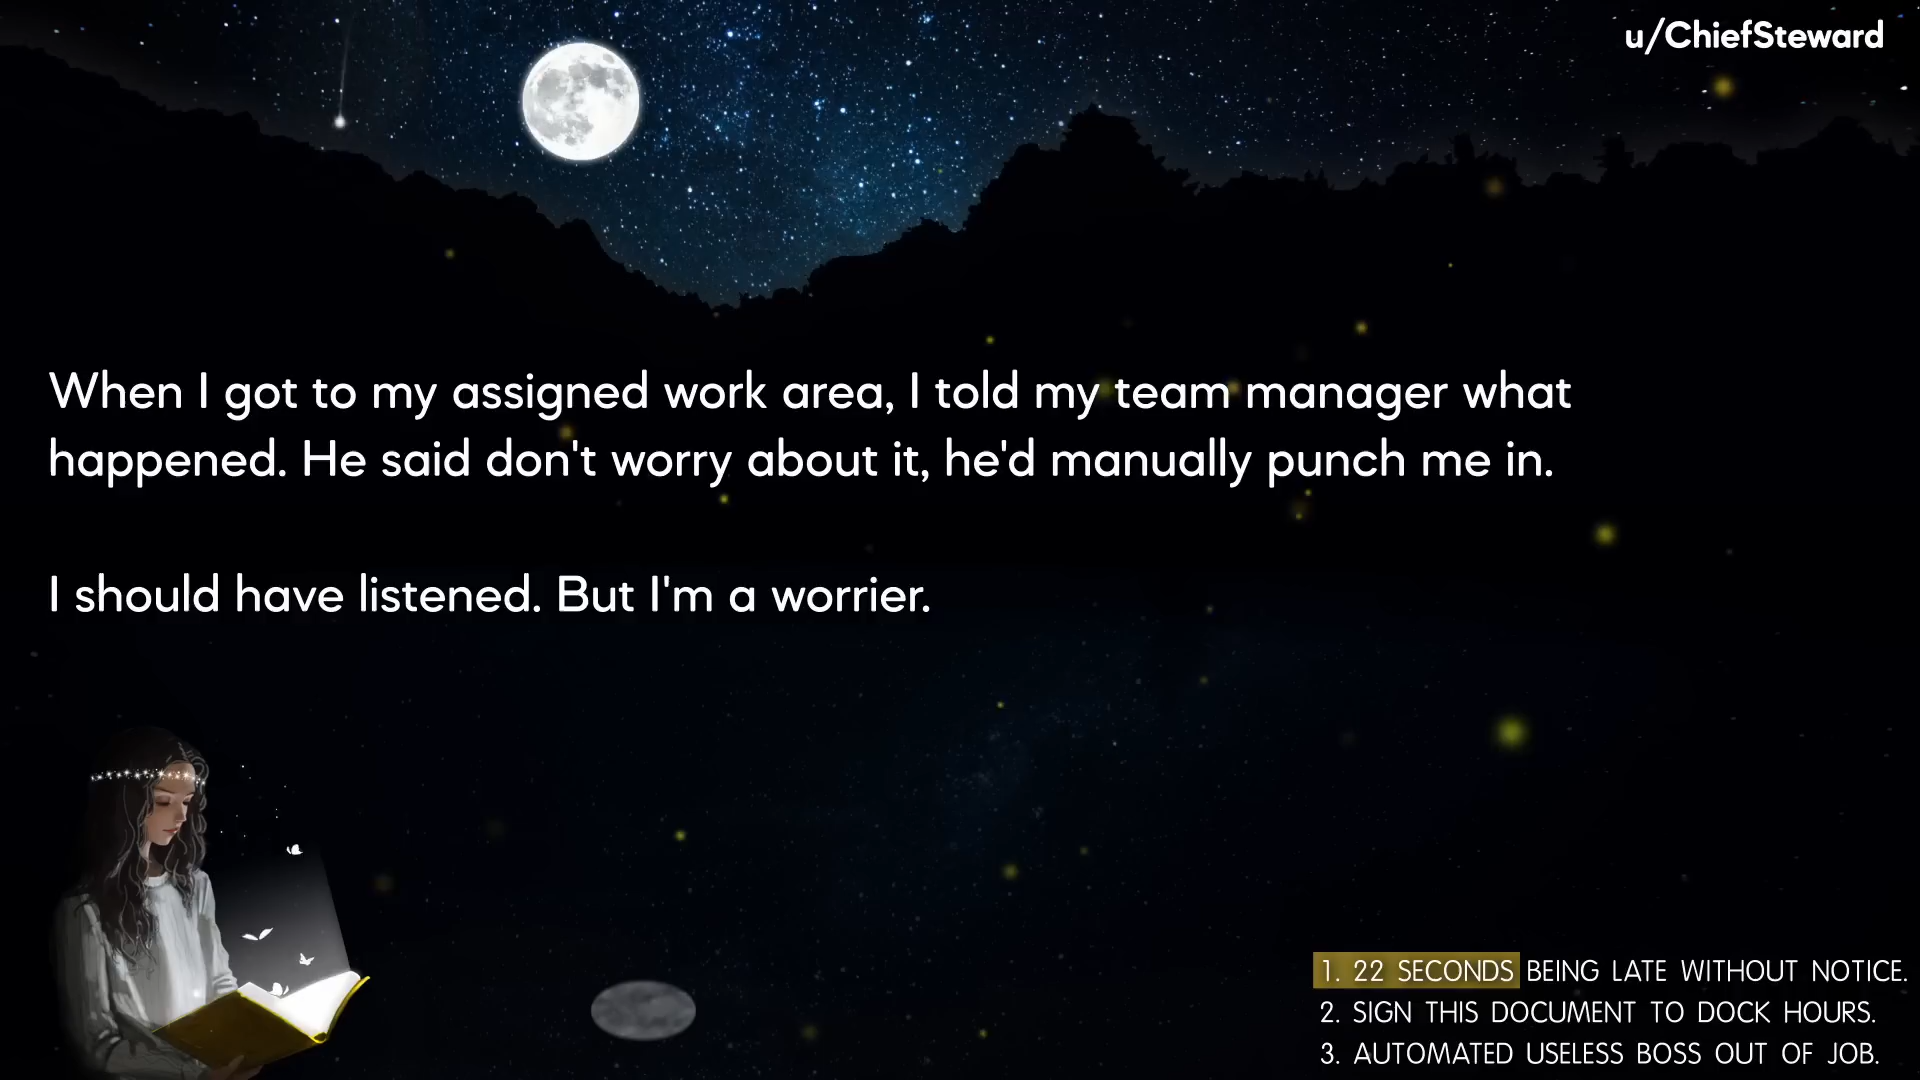 u/ChiefSteward
When I got to my assigned work area, I told my team manager what
happened. He said don't worry about it, he'd manually punch me in.
I should have listened. But I'm a worrier.
1. 22 SECONDS BEING LATE WITHOUT NOTICE.
2. SIGN THIS DOCUMENT TO DOCK HOURS.
3. AUTOMATED USELESS BOSS OUT OF JOB.